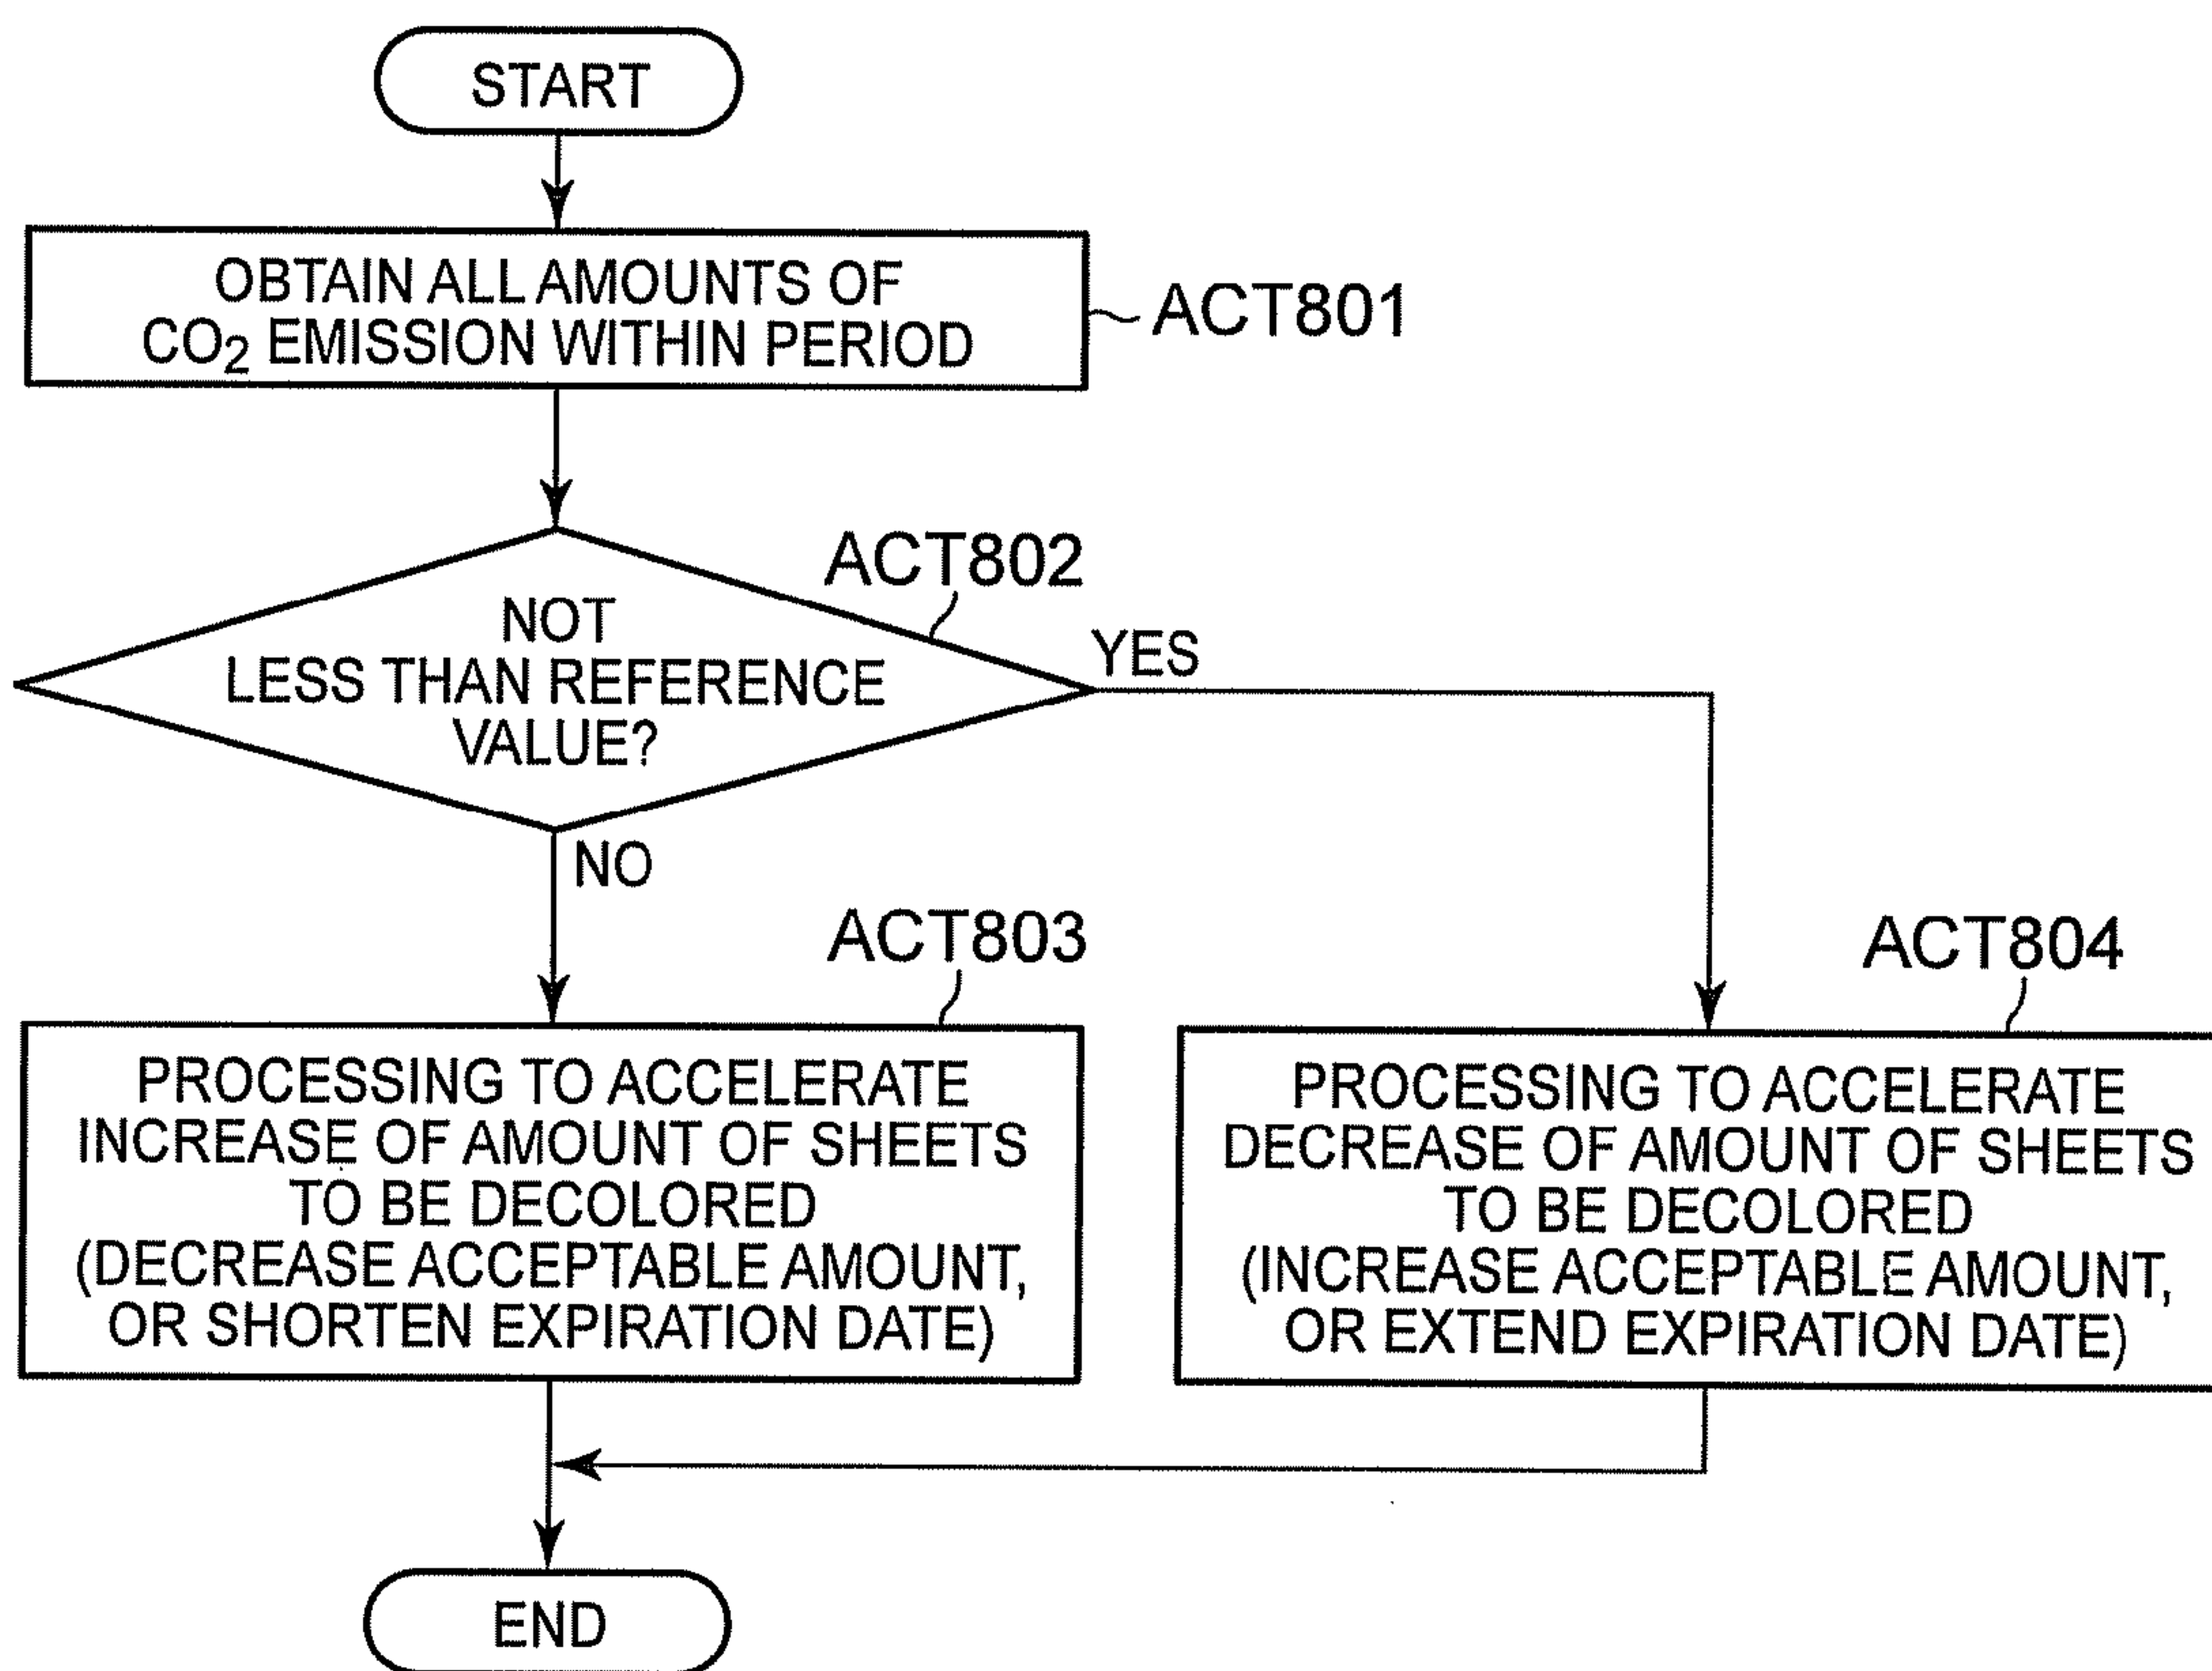 START
OBTAIN ALL AMOUNTS OF
CO₂ EMISSION WITHIN PERIOD
ACT801
ACT802
NOT
LESS THAN REFERENCE
VALUE?
YES
NO
ACT803
PROCESSING TO ACCELERATE
INCREASE OF AMOUNT OF SHEETS
TO BE DECOLORED
(DECREASE ACCEPTABLE AMOUNT,
OR SHORTEN EXPIRATION DATE)
ACT804
PROCESSING TO ACCELERATE
DECREASE OF AMOUNT OF SHEETS
TO BE DECOLORED
(INCREASE ACCEPTABLE AMOUNT,
OR EXTEND EXPIRATION DATE)
END